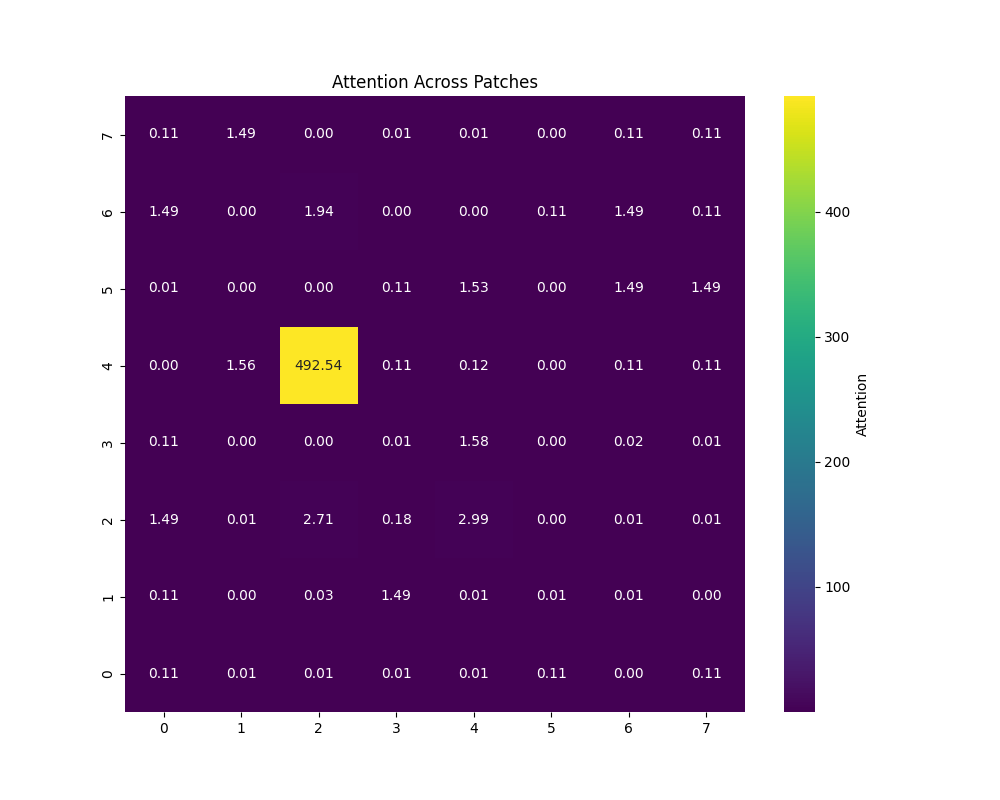 Attention Across Patches
7 0.11 1.49 0.00 0.01 0.01 0.00 0.11 0.11
6 1.49 0.00 1.94 0.00 0.00 0.11 1.49 0.11
5 0.01 0.00 0.00 0.11 1.53 0.00 1.49 1.49
4 0.00 1.56 492.54 0.11 0.12 0.00 0.11 0.11
3 0.11 0.00 0.00 0.01 1.58 0.00 0.02 0.01
2 1.49 0.01 2.71 0.18 2.99 0.00 0.01 0.01
1 0.11 0.00 0.03 1.49 0.01 0.01 0.01 0.00
0 0.11 0.01 0.01 0.01 0.01 0.11 0.00 0.11
0 1 2 3 4 5 6 7
400
300
200
100
Attention